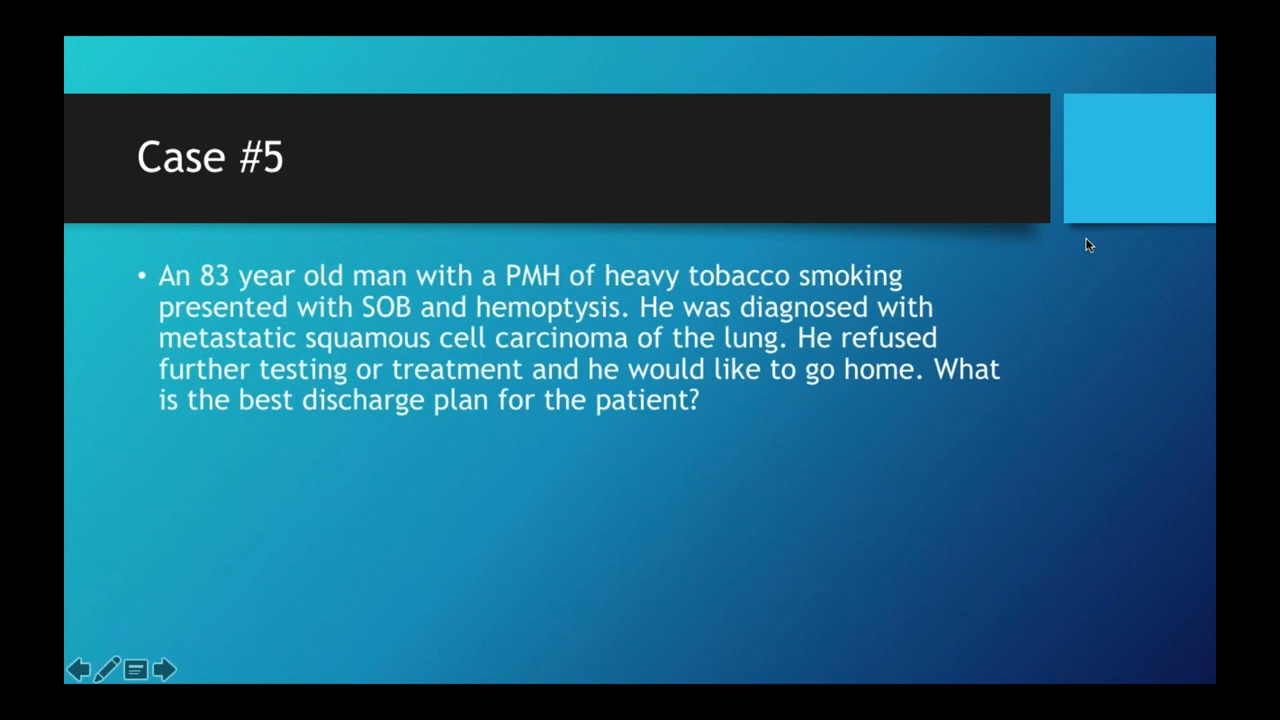 Case #5
• An 83 year old man with a PMH of heavy tobacco smoking
presented with SOB and hemoptysis. He was diagnosed with
metastatic squamous cell carcinoma of the lung. He refused
further testing or treatment and he would like to go home. What
is the best discharge plan for the patient?